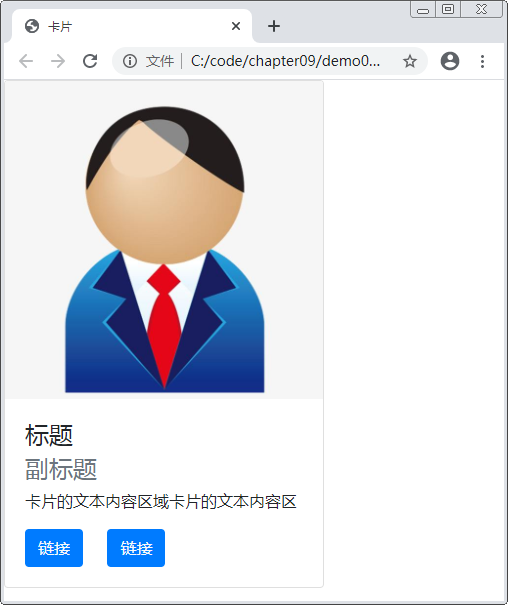 卡片
文件 | C:/code/chapter09/demo0...
标题
副标题
卡片的文本内容区域卡片的文本内容区
链接 链接